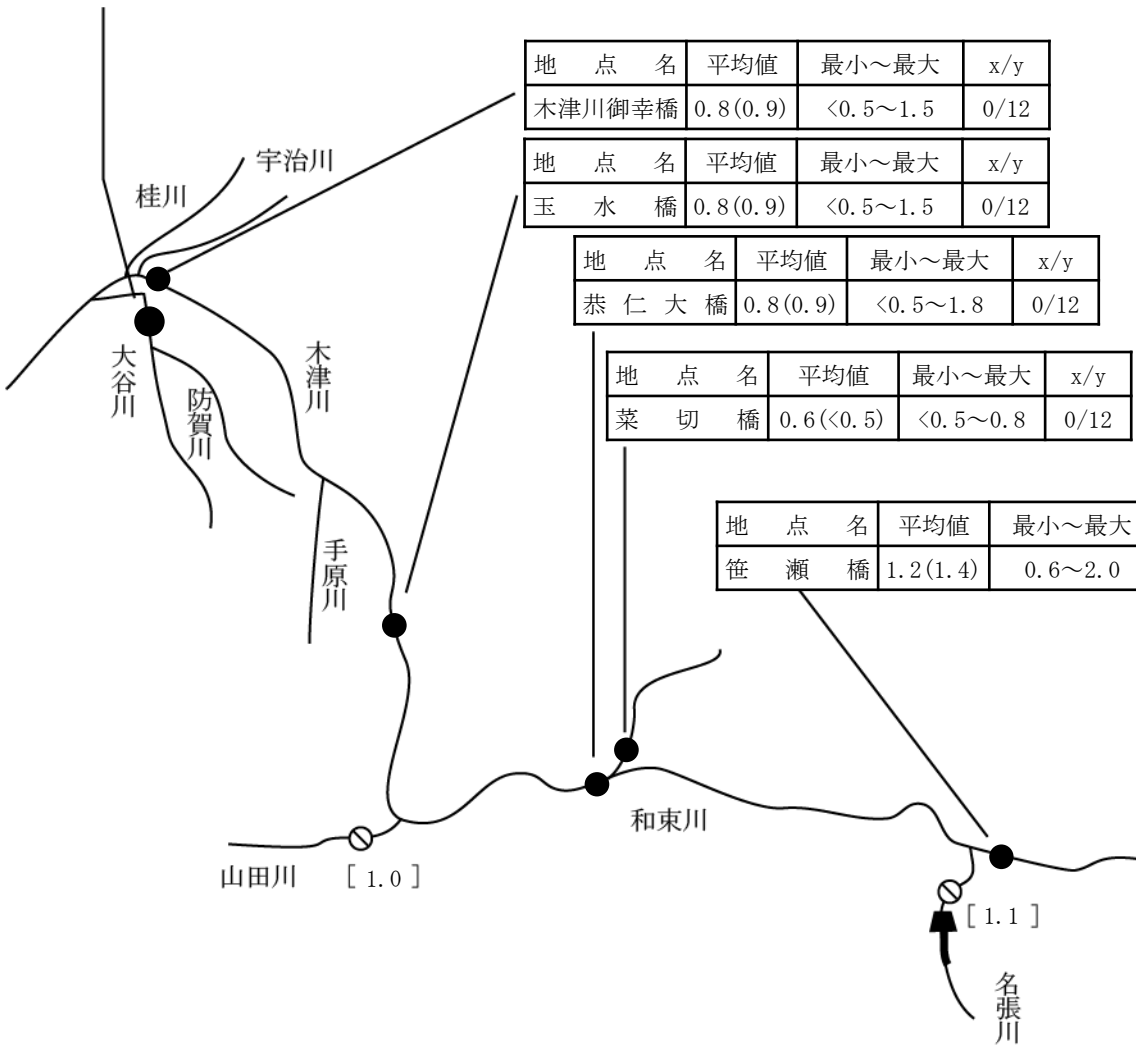 地点名 平均値 最小～最大 x/y
木津川御幸橋 0.8(0.9) <0.5～1.5 0/12
地点名 平均値 最小～最大 x/y
玉水橋 0.8(0.9) <0.5～1.5 0/12
宇治川
桂川
地点名 平均値 最小～最大 x/y
恭仁大橋 0.8(0.9) <0.5～1.8 0/12
大谷川
防賀川
木津川
地点名 平均値 最小～最大 x/y
菜切橋 0.6(<0.5) <0.5～0.8 0/12
地点名 平均値 最小～最大
笹瀬橋 1.2(1.4) 0.6～2.0
手原川
和束川
山田川 [ 1.0 ]
[ 1.1 ]
名張川